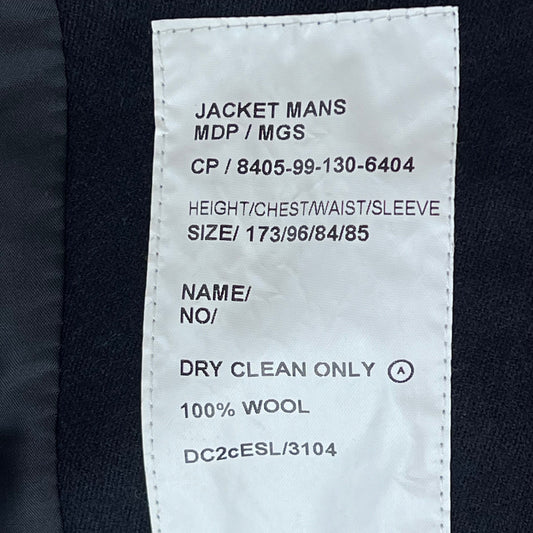 JACKET MANS
MDP / MGS
CP / 8405-99-130-6404
HEIGHT/CHEST/WAIST/SLEEVE
SIZE/ 173/96/84/85
NAME/
NO/
DRY CLEAN ONLY A
100% WOOL
DC2cESL/3104